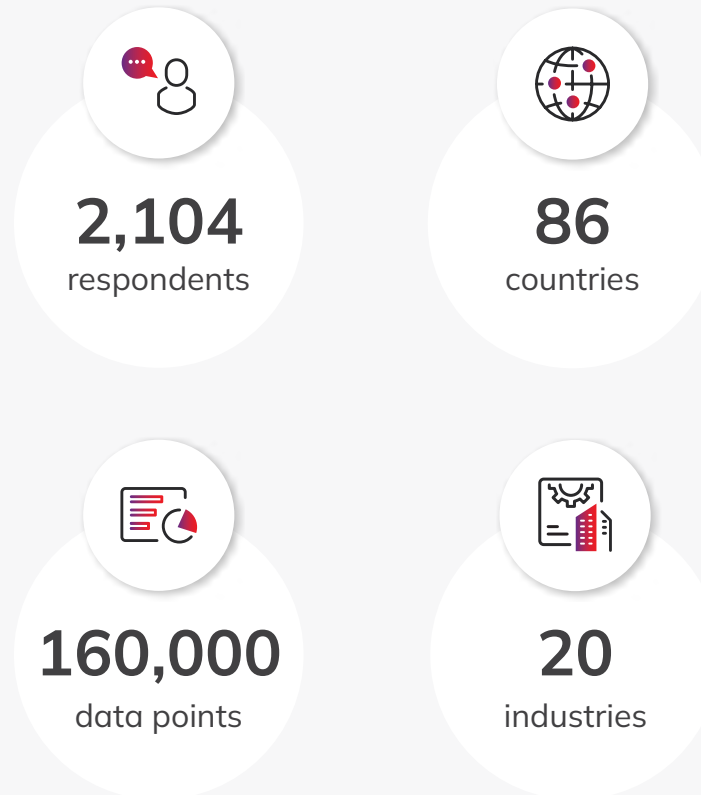 2,104
respondents
86
countries
160,000
data points
20
industries